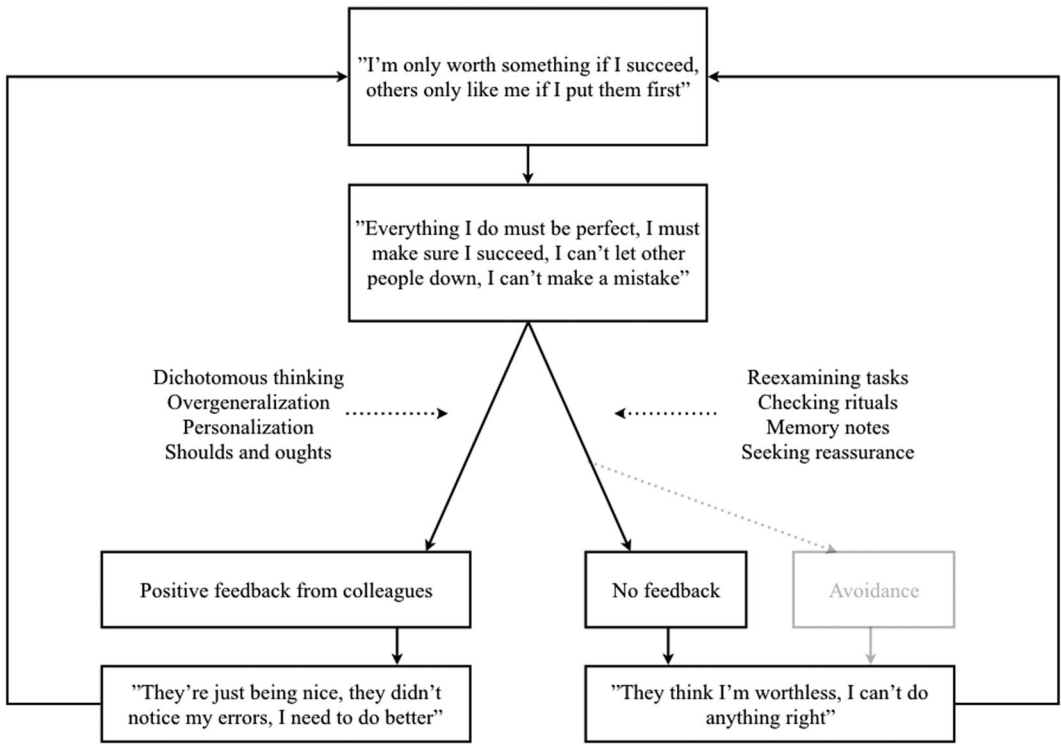 ”I’m only worth something if I succeed,
others only like me if I put them first”
”Everything I do must be perfect, I must
make sure I succeed, I can’t let other
people down, I can’t make a mistake”
Dichotomous thinking
Overgeneralization
Personalization
Shoulds and oughts
Reexamining tasks
Checking rituals
Memory notes
Seeking reassurance
Positive feedback from colleagues
No feedback
Avoidance
”They’re just being nice, they didn’t
notice my errors, I need to do better”
”They think I’m worthless, I can’t do
anything right”